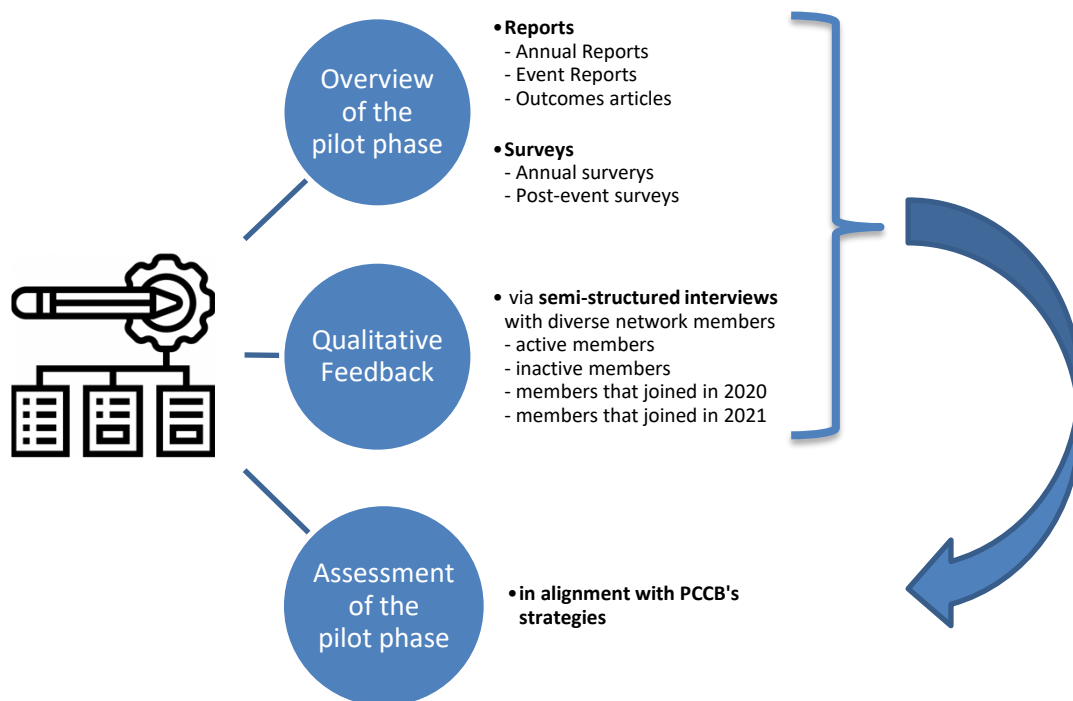 Overview
of the
pilot phase
•Reports
- Annual Reports
- Event Reports
- Outcomes articles
•Surveys
- Annual surverys
- Post-event surveys
Qualitative
Feedback
• via semi-structured interviews
with diverse network members
- active members
- inactive members
- members that joined in 2020
- members that joined in 2021
Assessment
of the
pilot phase
•in alignment with PCCB's
strategies